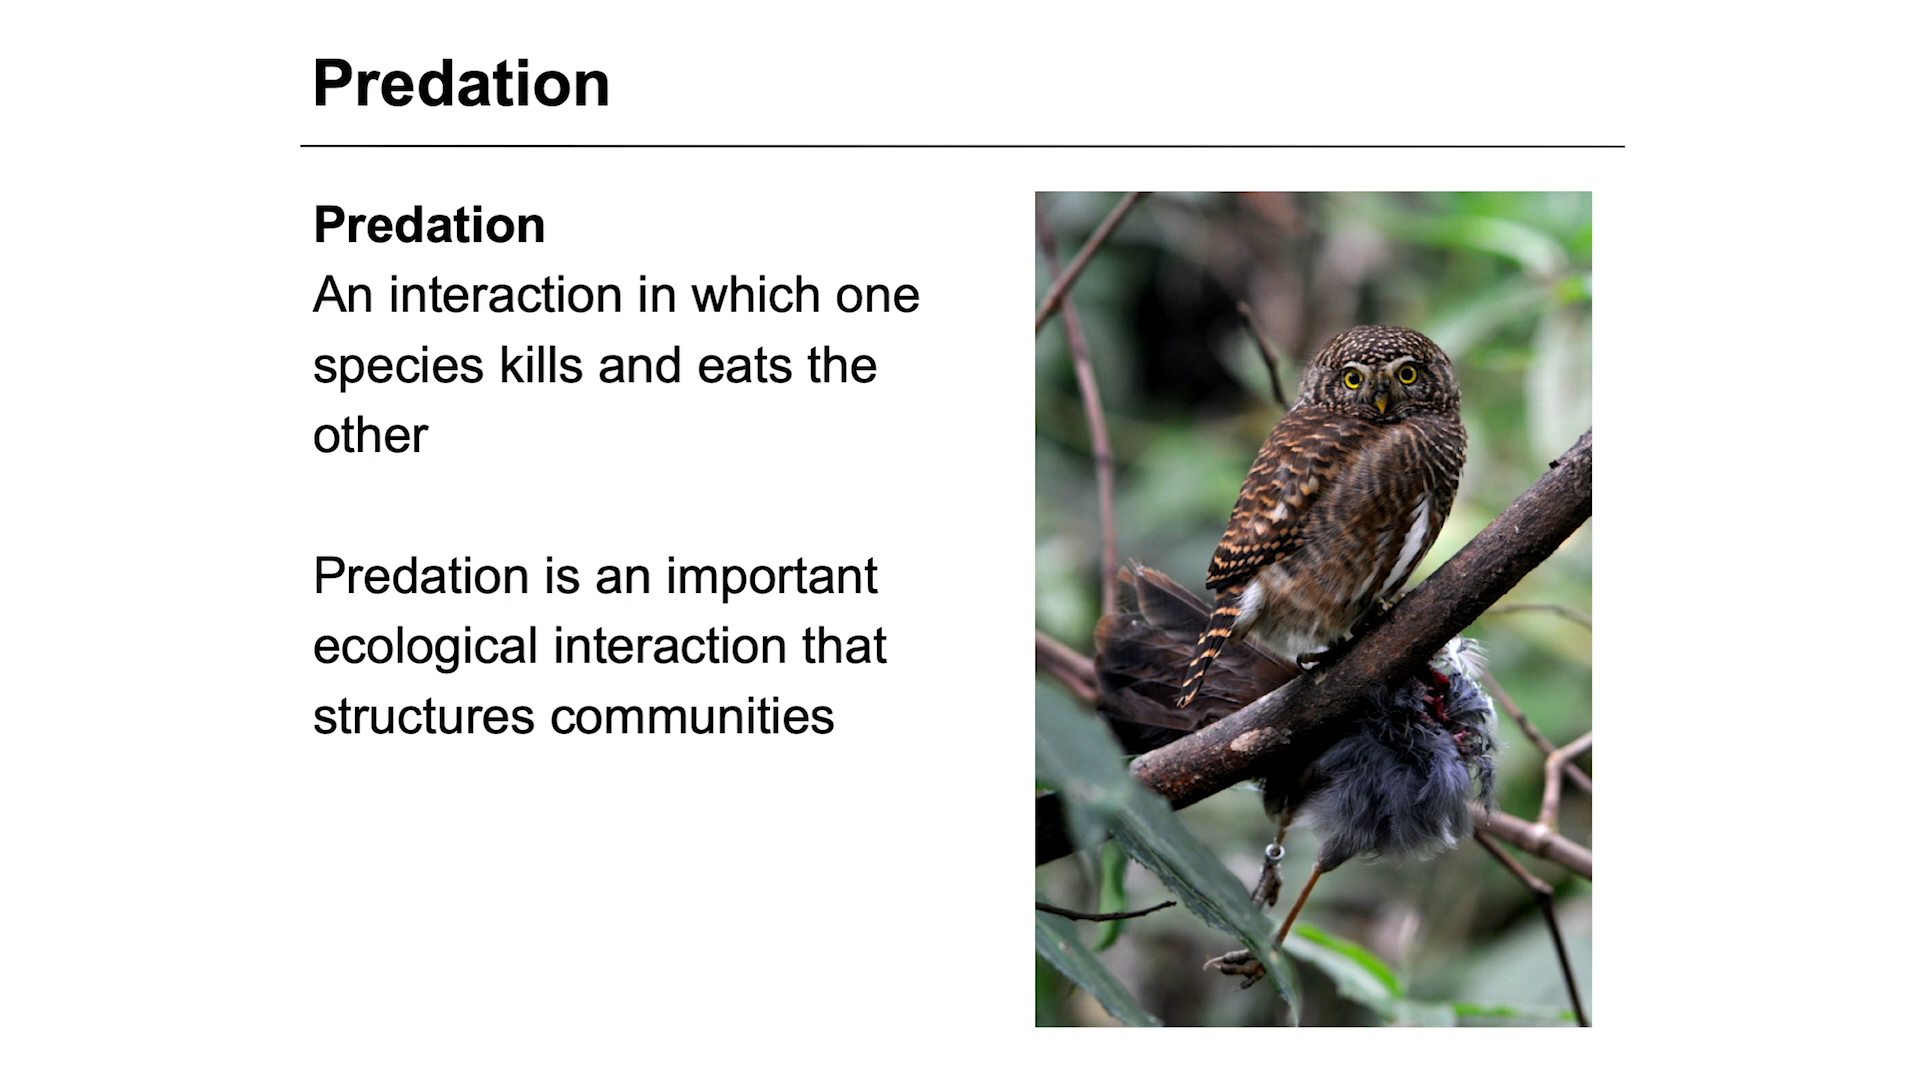 Predation
Predation
An interaction in which one
species kills and eats the
other
Predation is an important
ecological interaction that
structures communities